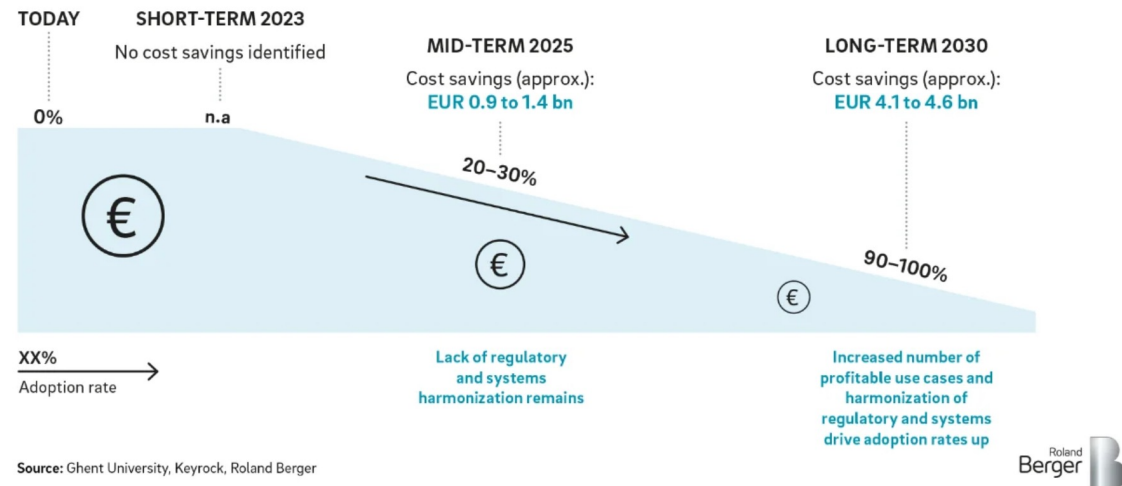 TODAY
SHORT-TERM 2023
No cost savings identified
0%
n.a
MID-TERM 2025
Cost savings (approx.):
EUR 0.9 to 1.4 bn
20–30%
LONG-TERM 2030
Cost savings (approx.):
EUR 4.1 to 4.6 bn
90–100%
€
€
€
XX%
Adoption rate
Lack of regulatory
and systems
harmonization remains
Increased number of
profitable use cases and
harmonization of
regulatory and systems
drive adoption rates up
Source: Ghent University, Keyrock, Roland Berger
Roland
Berger
B